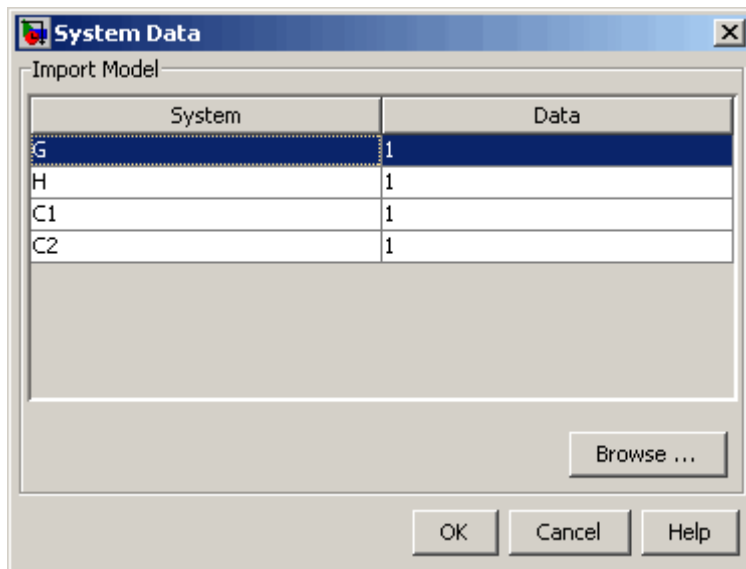 System Data
Import Model
System Data
G 1
H 1
C1 1
C2 1
Browse ...
OK Cancel Help